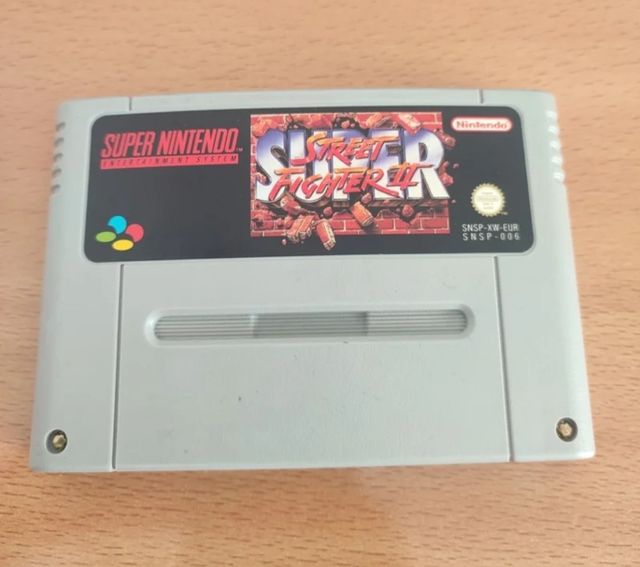 SUPER NINTENDO
ENTERTAINMENT SYSTEM
SUPER
STREET
FIGHTER II
Nintendo
SNSP-XW-EUR
SNSP-006